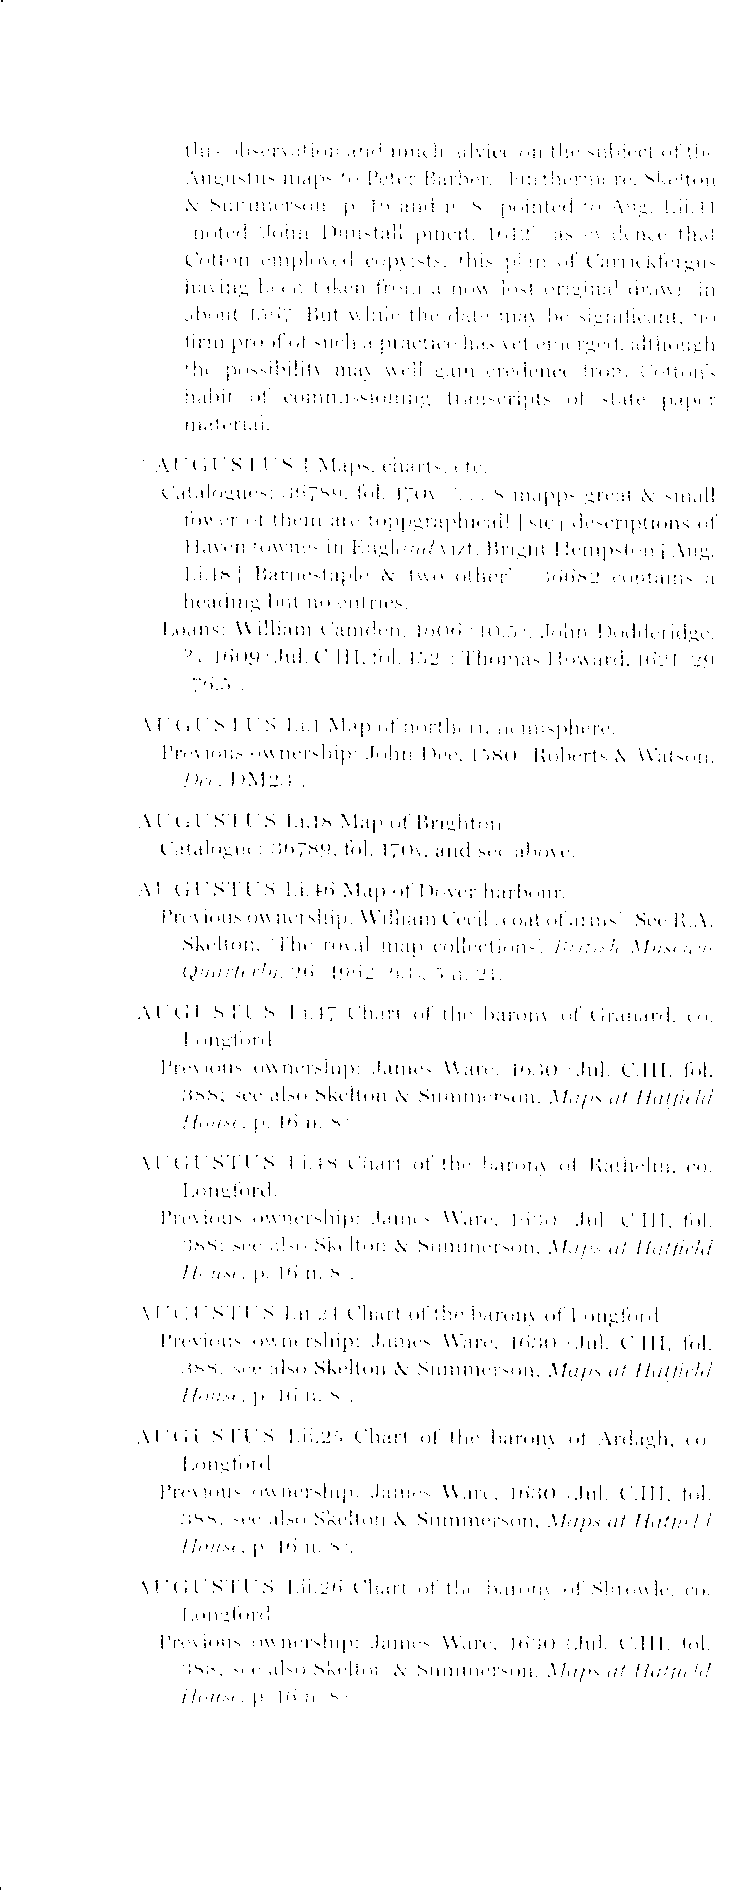 this observation and much advice on the subject of the
Augustus maps to Peter Barber. Furthermore, Skelton
& Summerson, p. 16 and n. 8 pointed to Aug. I.ii.41
noted 'John Dunstall pincit, 1642' as evidence that
Cotton employed copyists, this plan of Carrickfergus
having been taken from a now lost original drawn in
about 1567. But while the date may be significant, no
firm proof of such a practice has yet emerged, although
the possibility may well gain credence from Cotton's
habit of commissioning transcripts of state paper
material.
AUGUSTUS I Maps, charts, etc.
Catalogues: 36789, fol. 170v 8 mapps great & small
fower of them are toppgraphicall [sic] descriptions of
Haven townes in England vizt. Bright Hempsten [Aug.
I.i.18] Barnestaple & two other' 36682 contains a
heading but no entries.
Loans: William Camden, 1606 (40.5), John Dodderidge,
1609 (Jul. C.III, fol. 152); Thomas Howard, 1621-29
(76.5).
AUGUSTUS I.i.1 Map of northern hemisphere.
Previous ownership: John Dee, 1580 (Roberts & Watson,
Dee, DM24).
AUGUSTUS I.i.18 Map of Brighton
Catalogue: 36789, fol. 170v, and see above.
AUGUSTUS I.i.46 Map of Dover harbour.
Previous ownership: William Cecil (coat of arms). See R.A.
Skelton, 'The royal map collections', British Museum
Quarterly, 26 (1962
AUGUSTUS I.i.47 Chart of the barony of Granard, co.
Longford
Previous ownership: James Ware, 1630 (Jul. C.III, fol.
388; see also Skelton & Summerson, Maps at Hatfield
House, p. 16 n. 8)
AUGUSTUS I.i.48 Chart of the barony of Rathelin, co.
Longford.
Previous ownership: James Ware, 1630 (Jul. C.III, fol.
388; see also Skelton & Summerson, Maps at Hatfield
House, p. 16 n. 8).
AUGUSTUS I.ii.24 Chart of the barony of Longford
Previous ownership: James Ware, 1630 (Jul. C.III, fol.
388; see also Skelton & Summerson, Maps at Hatfield
House, p. 16 n. 8).
AUGUSTUS I.ii.25 Chart of the barony of Ardagh, co.
Longford
Previous ownership: James Ware, 1630 (Jul. C.III, fol.
388; see also Skelton & Summerson, Maps at Hatfield
House, p. 16 n. 8).
AUGUSTUS I.ii.26 Chart of the barony of Shrowle, co.
Longford
Previous ownership: James Ware, 1630 (Jul. C.III, fol.
388; see also Skelton & Summerson, Maps at Hatfield
House, p. 16 n. 8)